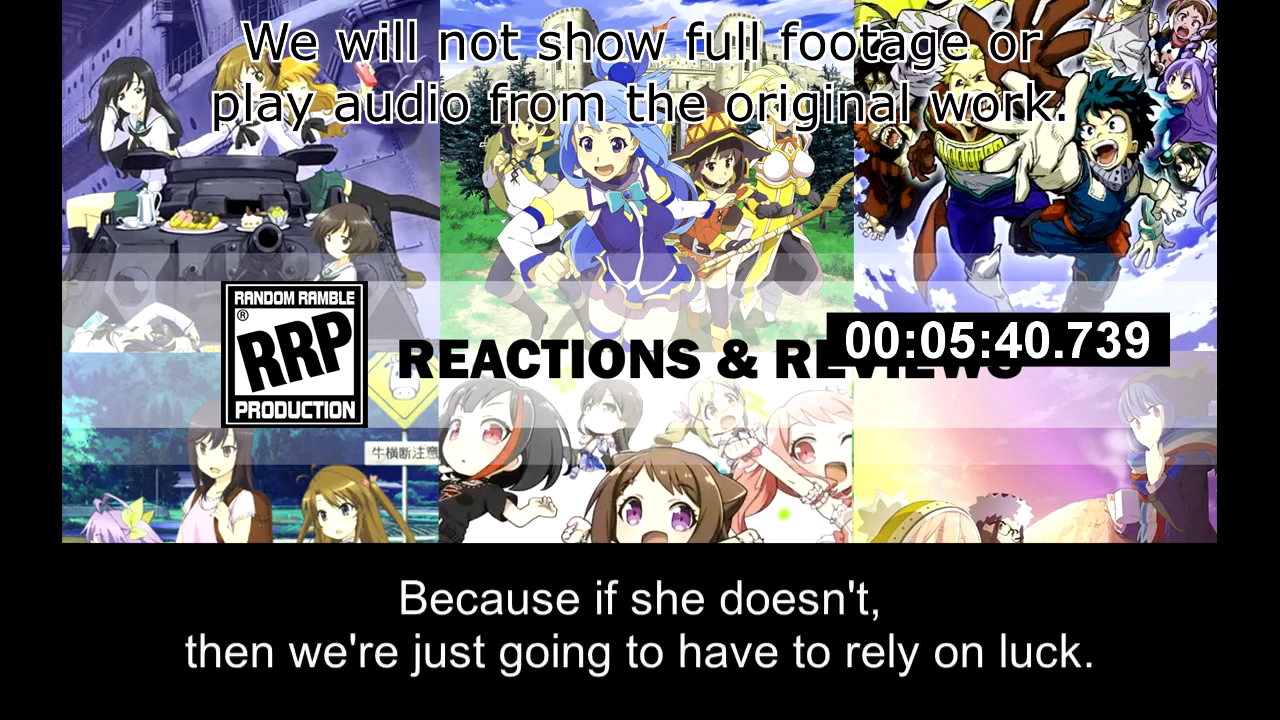 We will not show full footage or
play audio from the original work.
RANDOM RAMBLE
®
RRP
PRODUCTION
REACTIONS & REVIEWS
00:05:40.739
牛横断注意
Because if she doesn't,
then we're just going to have to rely on luck.